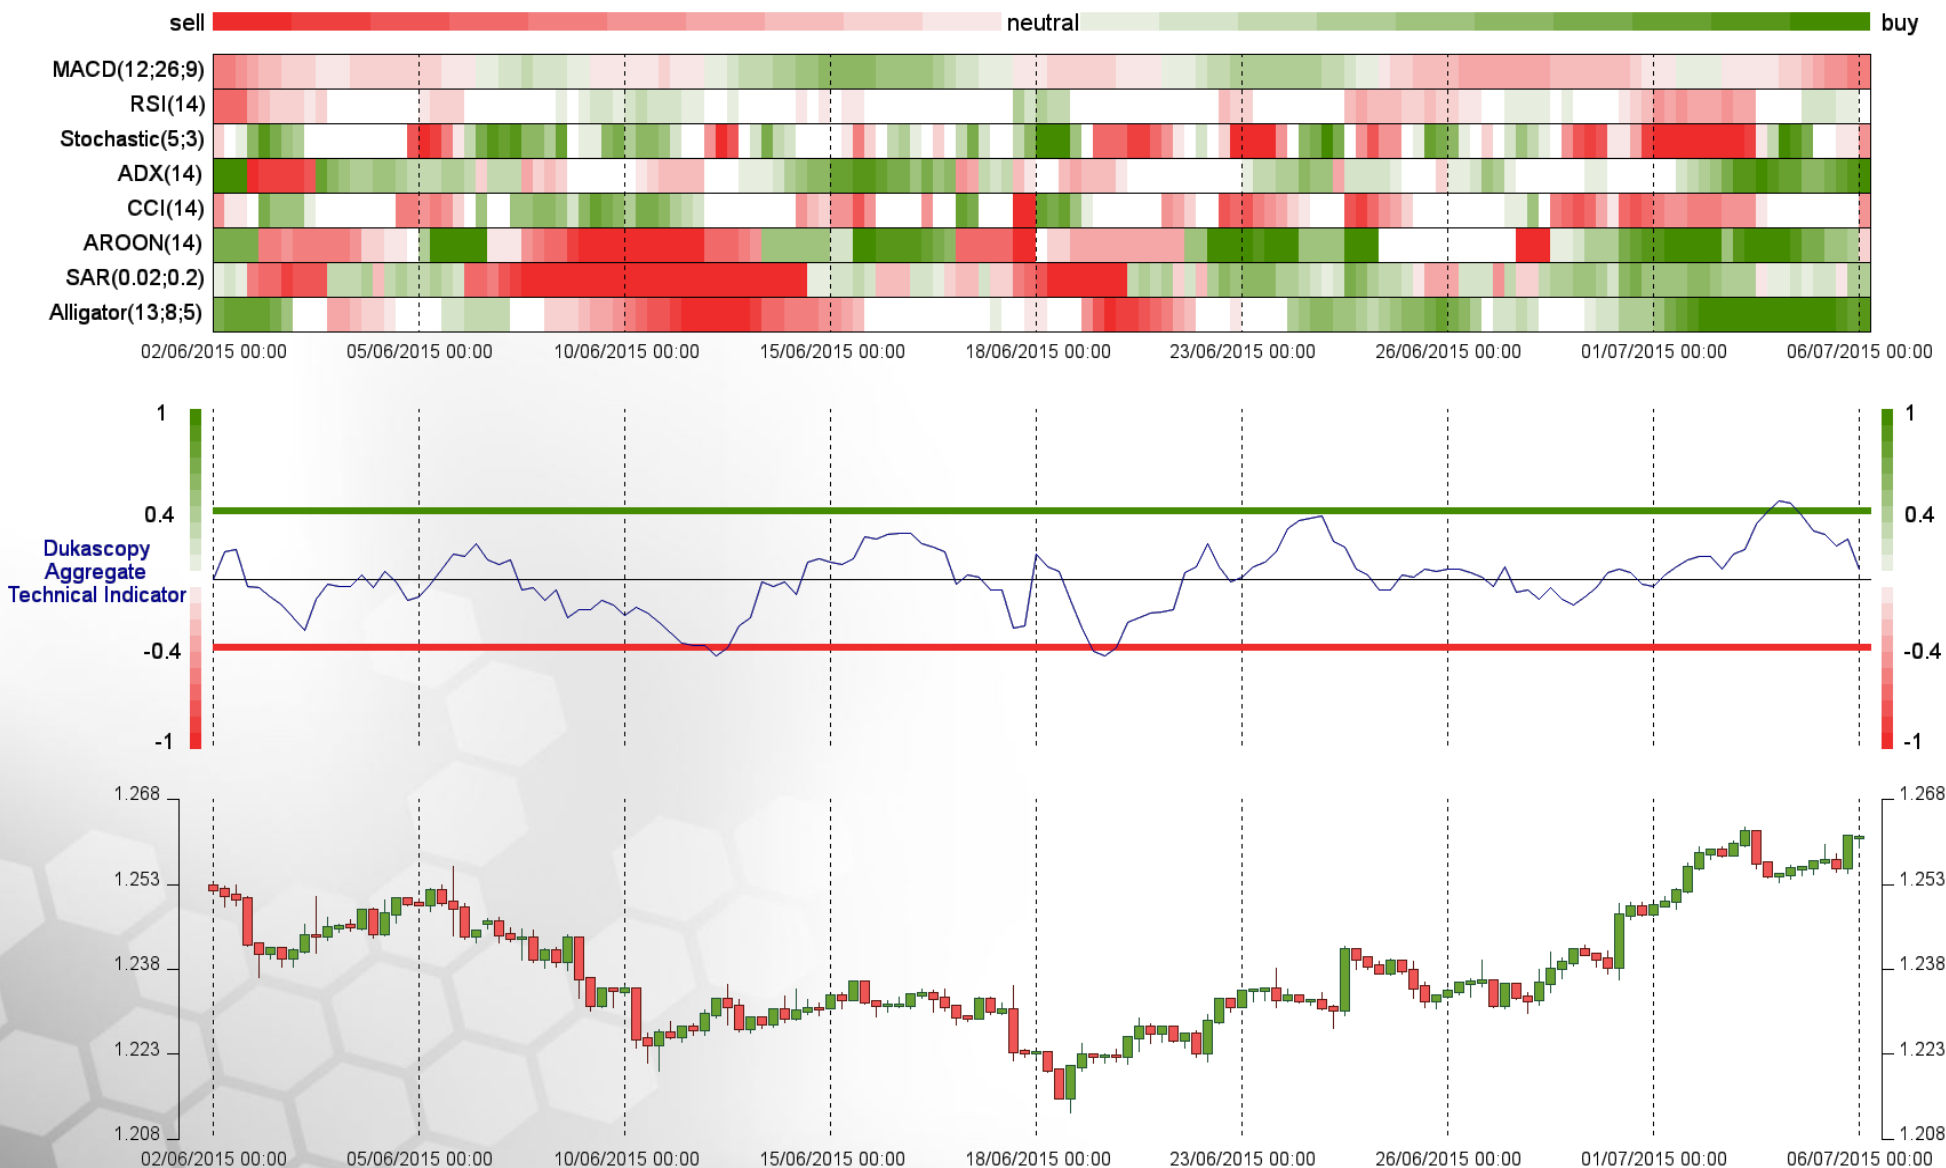 sell neutral buy
MACD(12;26;9)
RSI(14)
Stochastic(5;3)
ADX(14)
CCI(14)
AROON(14)
SAR(0.02;0.2)
Alligator(13;8;5)
02/06/2015 00:00 05/06/2015 00:00 10/06/2015 00:00 15/06/2015 00:00 18/06/2015 00:00 23/06/2015 00:00 26/06/2015 00:00 01/07/2015 00:00 06/07/2015 00:00
1 1
0.4 0.4
Dukascopy
Aggregate
Technical Indicator
-0.4 -0.4
-1 -1
1.268 1.268
1.253 1.253
1.238 1.238
1.223 1.223
1.208 1.208
02/06/2015 00:00 05/06/2015 00:00 10/06/2015 00:00 15/06/2015 00:00 18/06/2015 00:00 23/06/2015 00:00 26/06/2015 00:00 01/07/2015 00:00 06/07/2015 00:00